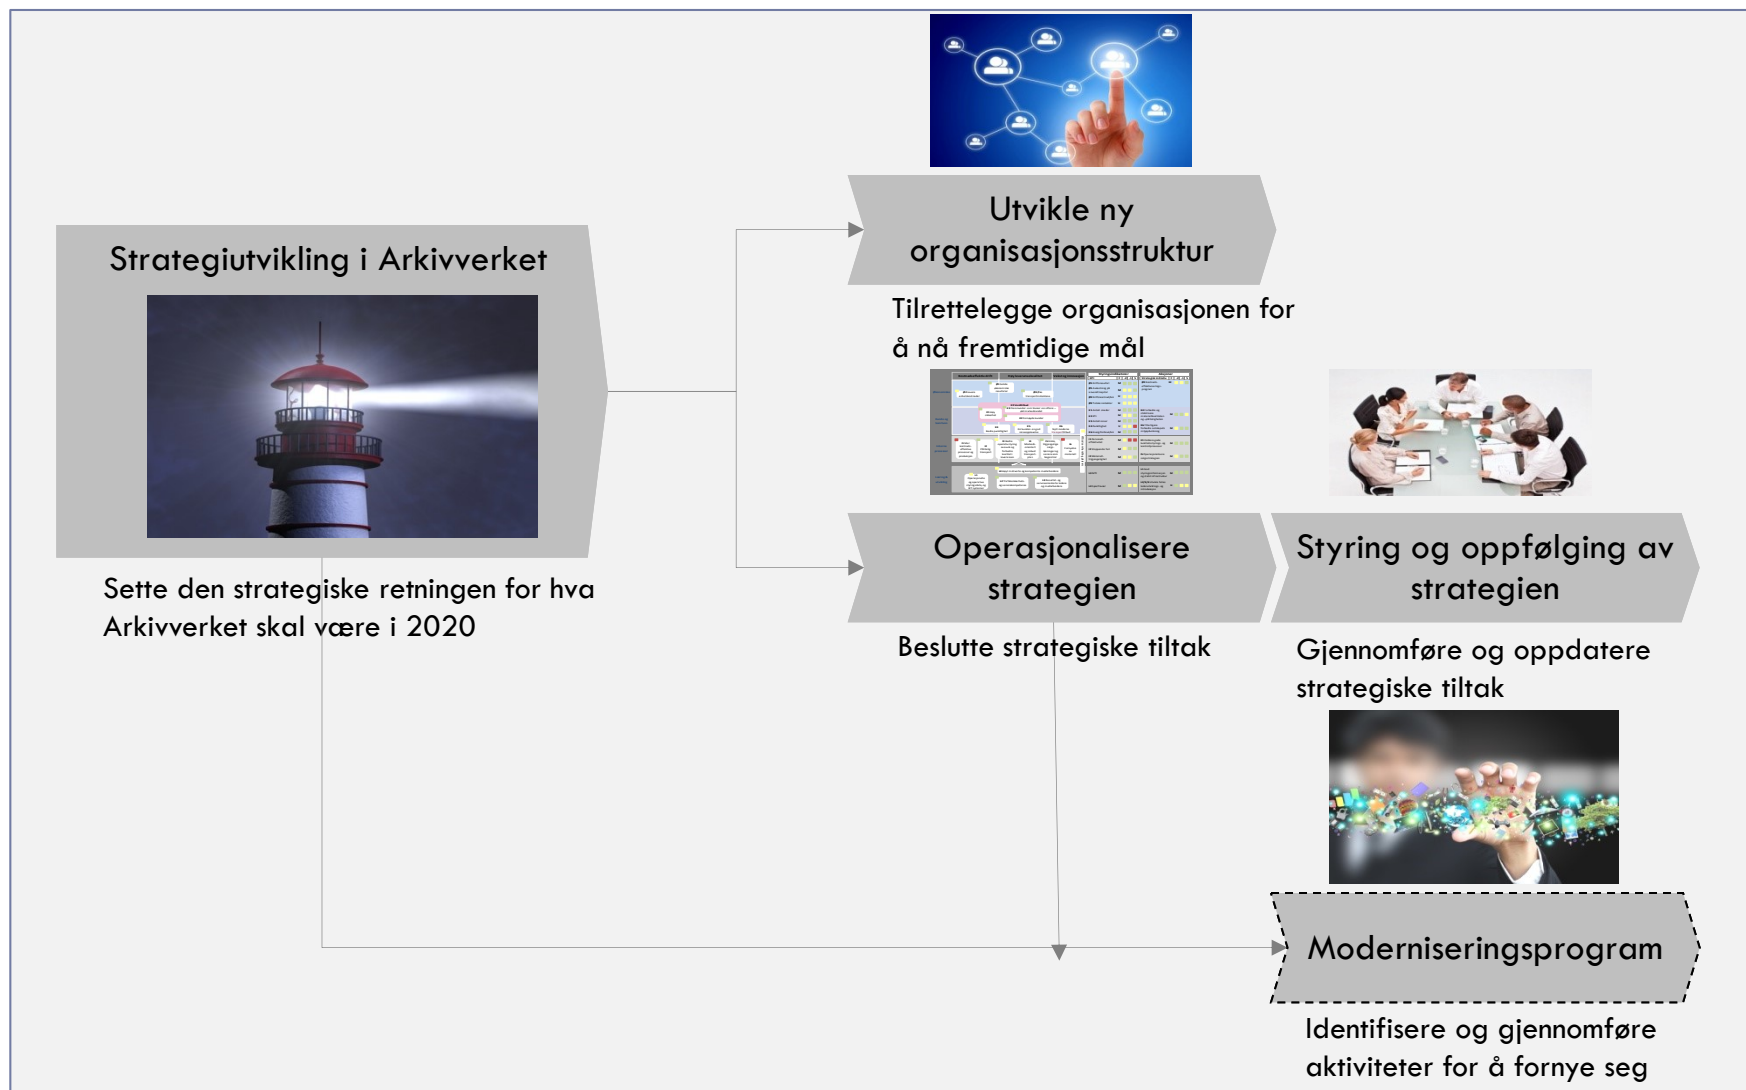 Utvikle ny
organisasjonsstruktur
Strategiutvikling i Arkivverket
Tilrettelegge organisasjonen for
å nå fremtidige mål
Operasjonalisere
strategien
Styring og oppfølging av
strategien
Sette den strategiske retningen for hva
Arkivverket skal være i 2020
Beslutte strategiske tiltak
Gjennomføre og oppdatere
strategiske tiltak
Moderniseringsprogram
Identifisere og gjennomføre
aktiviteter for å fornye seg